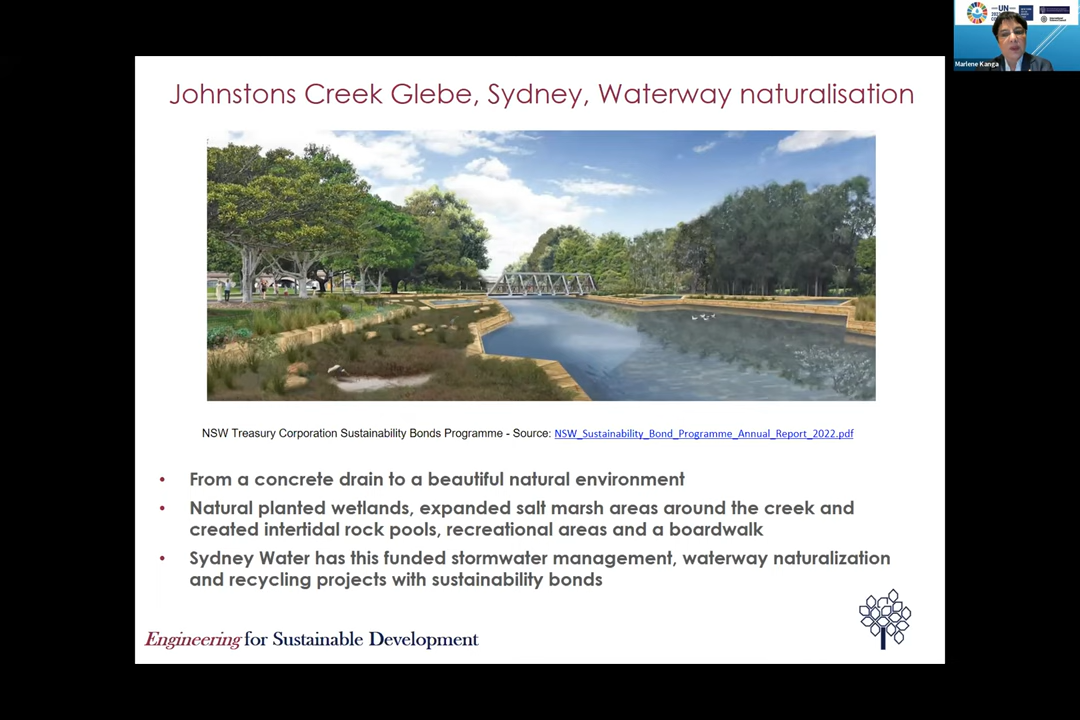 UN
Marlene Kanga
Johnstons Creek Glebe, Sydney, Waterway naturalisation
NSW Treasury Corporation Sustainability Bonds Programme - Source: NSW_Sustainability_Bond_Programme_Annual_Report_2022.pdf
• From a concrete drain to a beautiful natural environment
• Natural planted wetlands, expanded salt marsh areas around the creek and
created intertidal rock pools, recreational areas and a boardwalk
• Sydney Water has this funded stormwater management, waterway naturalization
and recycling projects with sustainability bonds
Engineering for Sustainable Development